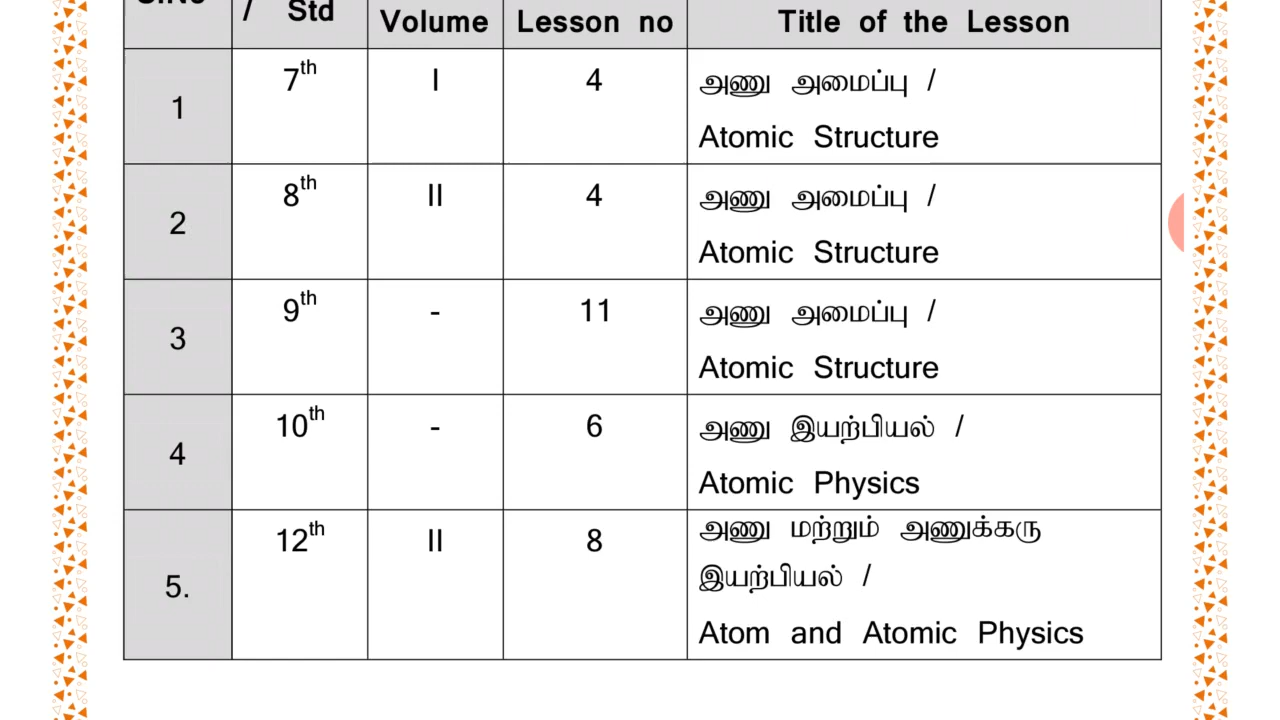 Sl.No / Std Volume Lesson no Title of the Lesson
1 7th I 4 அணு அமைப்பு /
Atomic Structure
2 8th II 4 அணு அமைப்பு /
Atomic Structure
3 9th - 11 அணு அமைப்பு /
Atomic Structure
4 10th - 6 அணு இயற்பியல் /
Atomic Physics
5. 12th II 8 அணு மற்றும் அணுக்கரு
இயற்பியல் /
Atom and Atomic Physics